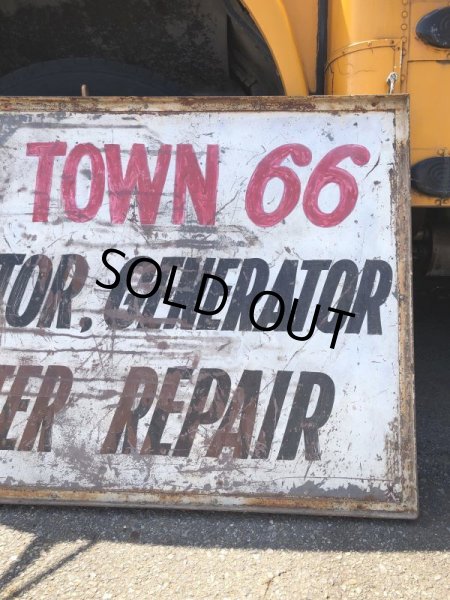 TOWN 66
TOR, GENERATOR
SOLD OUT
ER REPAIR